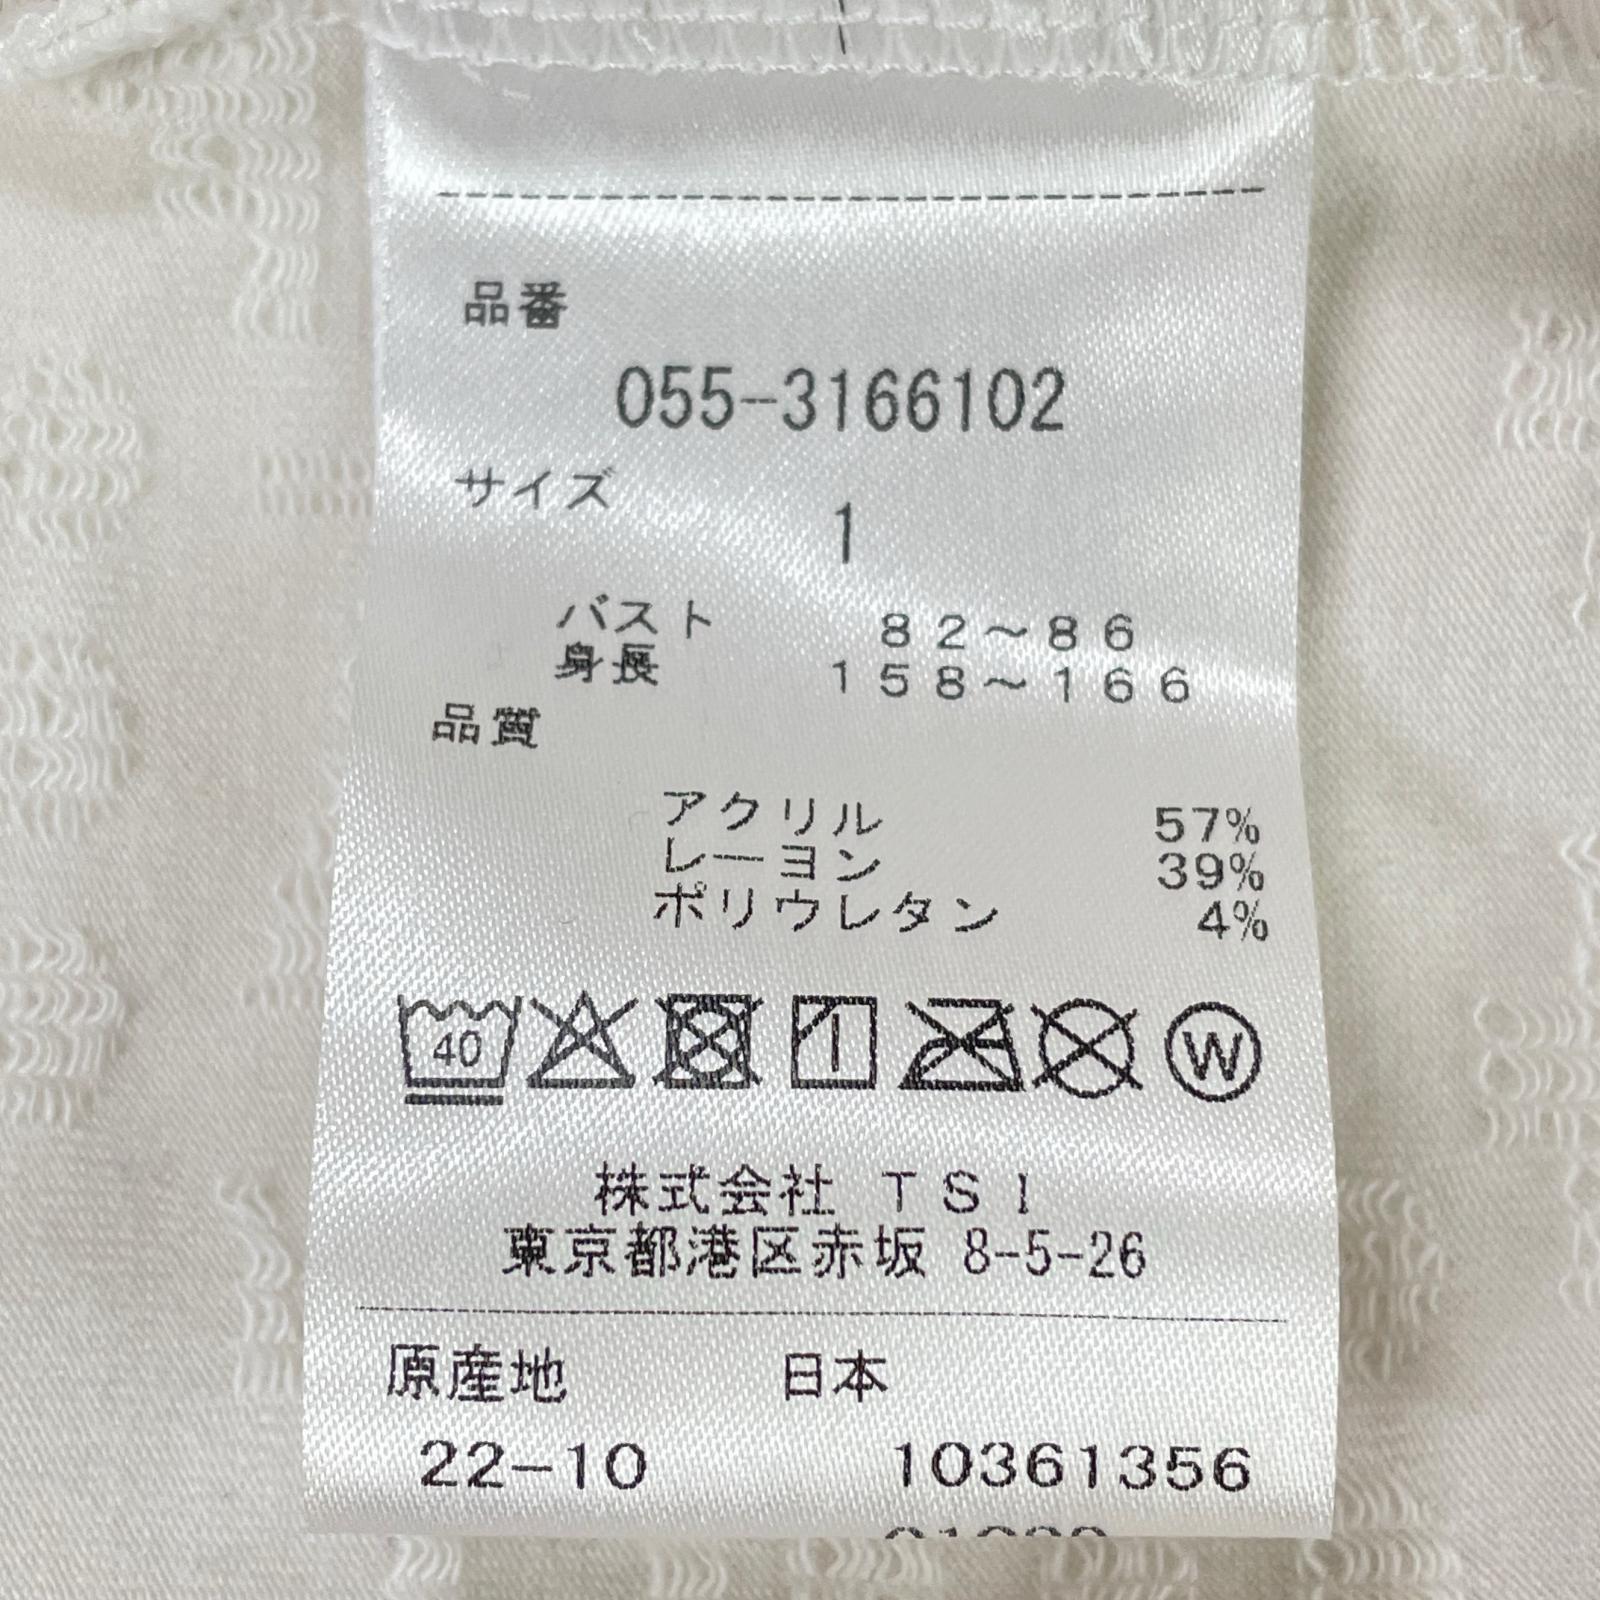 品番
055-3166102
サイズ
1
バスト 82～86
身長 158～166
品質
アクリル 57%
レーヨン 39%
ポリウレタン 4%
40 W
株式会社 TSI
東京都港区赤坂 8-5-26
原産地 日本
22-10 10361356